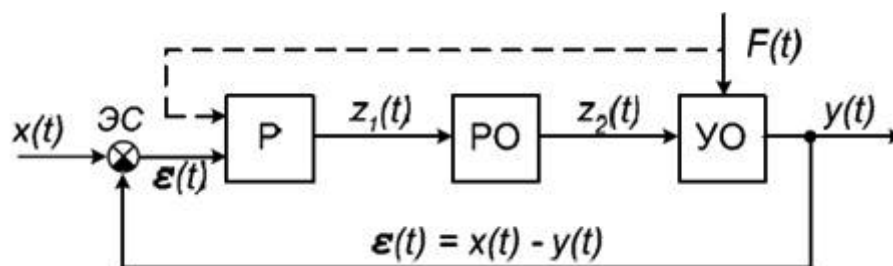 F(t)
x(t) ЭС P z₁(t) PO z₂(t) УО y(t)
ε(t)
ε(t) = x(t) - y(t)